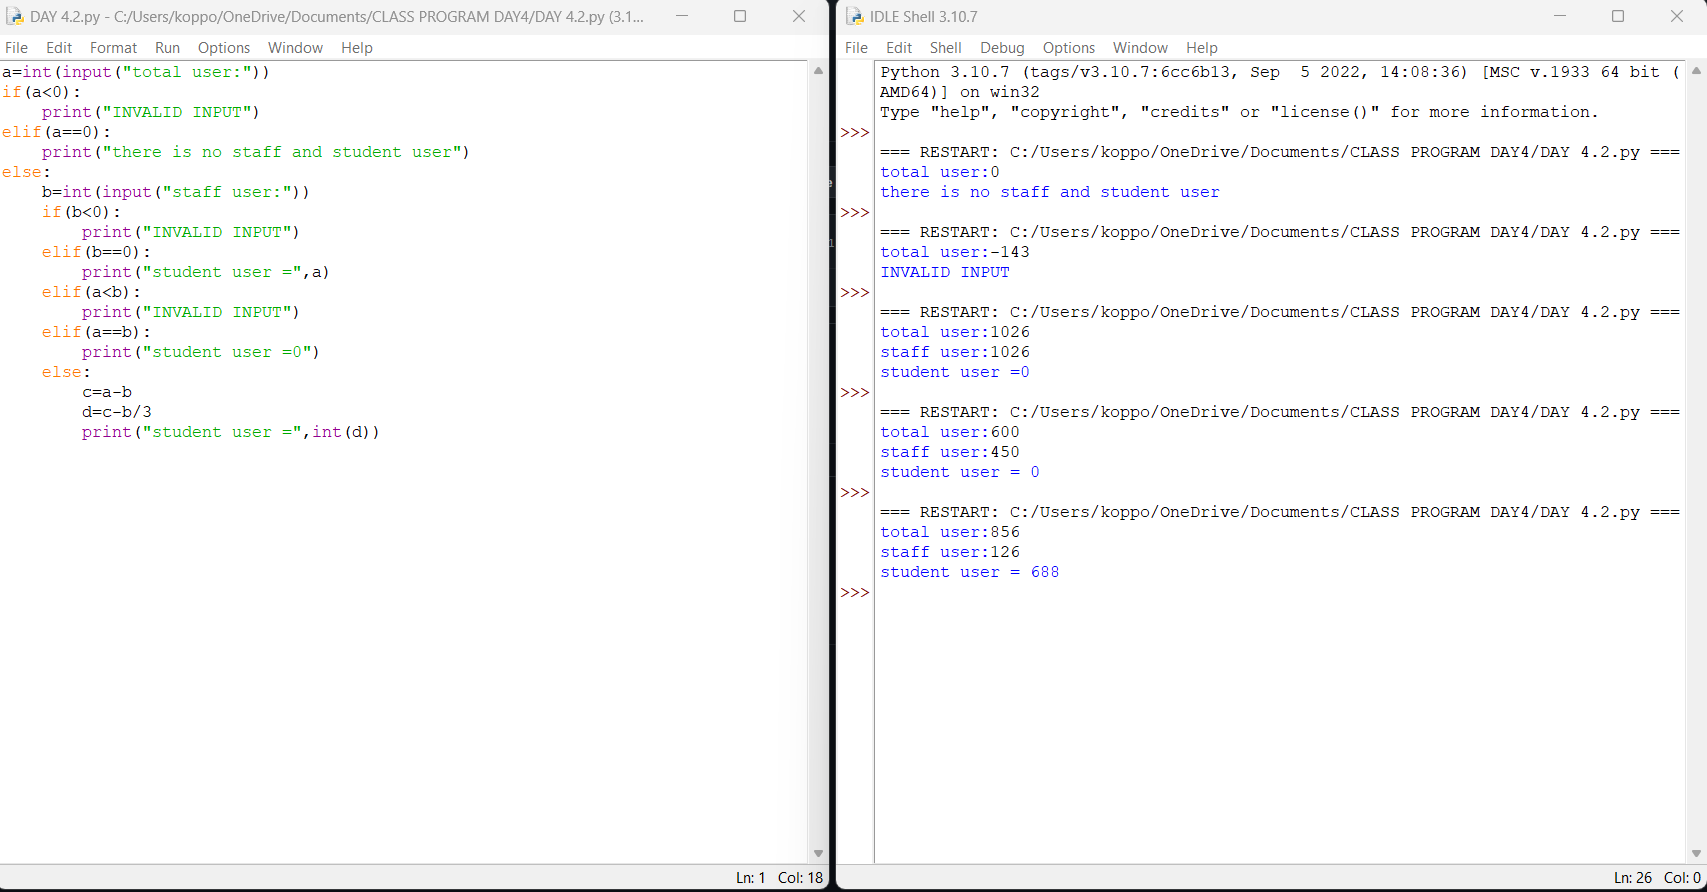 DAY 4.2.py - C:/Users/koppo/OneDrive/Documents/CLASS PROGRAM DAY4/DAY 4.2.py (3.1...
File Edit Format Run Options Window Help
a=int(input("total user:"))
if(a<0):
    print("INVALID INPUT")
elif(a==0):
    print("there is no staff and student user")
else:
    b=int(input("staff user:"))
    if(b<0):
        print("INVALID INPUT")
    elif(b==0):
        print("student user =",a)
    elif(a<b):
        print("INVALID INPUT")
    elif(a==b):
        print("student user =0")
    else:
        c=a-b
        d=c-b/3
        print("student user =",int(d))
Ln: 1 Col: 18
IDLE Shell 3.10.7
File Edit Shell Debug Options Window Help
Python 3.10.7 (tags/v3.10.7:6cc6b13, Sep  5 2022, 14:08:36) [MSC v.1933 64 bit (
AMD64)] on win32
Type "help", "copyright", "credits" or "license()" for more information.
>>>
=== RESTART: C:/Users/koppo/OneDrive/Documents/CLASS PROGRAM DAY4/DAY 4.2.py ===
total user:0
there is no staff and student user
>>>
=== RESTART: C:/Users/koppo/OneDrive/Documents/CLASS PROGRAM DAY4/DAY 4.2.py ===
total user:-143
INVALID INPUT
>>>
=== RESTART: C:/Users/koppo/OneDrive/Documents/CLASS PROGRAM DAY4/DAY 4.2.py ===
total user:1026
staff user:1026
student user =0
>>>
=== RESTART: C:/Users/koppo/OneDrive/Documents/CLASS PROGRAM DAY4/DAY 4.2.py ===
total user:600
staff user:450
student user = 0
>>>
=== RESTART: C:/Users/koppo/OneDrive/Documents/CLASS PROGRAM DAY4/DAY 4.2.py ===
total user:856
staff user:126
student user = 688
>>>
Ln: 26 Col: 0